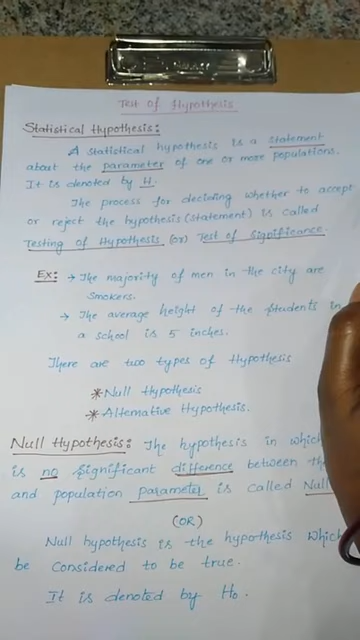 Test of Hypothesis
Statistical Hypothesis:
A statistical hypothesis is a statement
about the parameter of one or more populations.
It is denoted by H.
The process for decluding whether to accept
or reject the hypothesis (statement) is called
Testing of Hypothesis (or) Test of Significance.
Ex: → The majority of men in the city are
smokers.
→ The average height of the students in
a school is 5 inches.
There are two types of Hypothesis
* Null Hypothesis
* Alternative Hypothesis.
Null Hypothesis: The hypothesis in which
is no significant difference between the
and population parameter is called Null
(OR)
Null hypothesis is the hypothesis which
be considered to be true.
It is denoted by H₀.